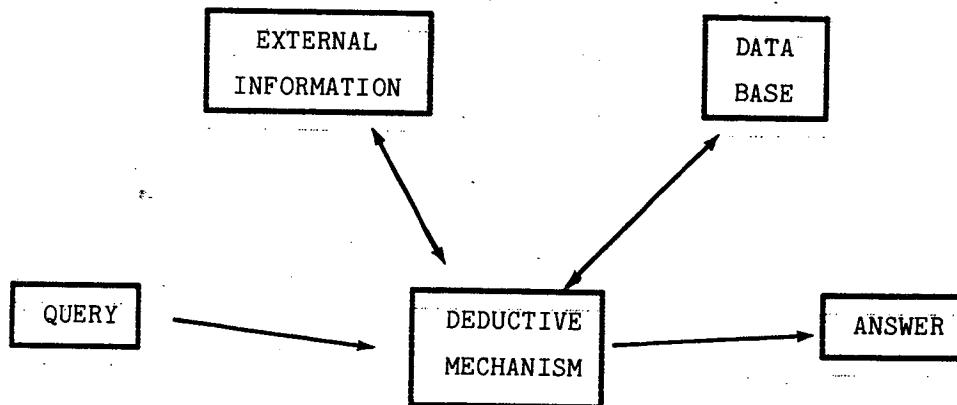 EXTERNAL
INFORMATION
DATA
BASE
QUERY
DEDUCTIVE
MECHANISM
ANSWER